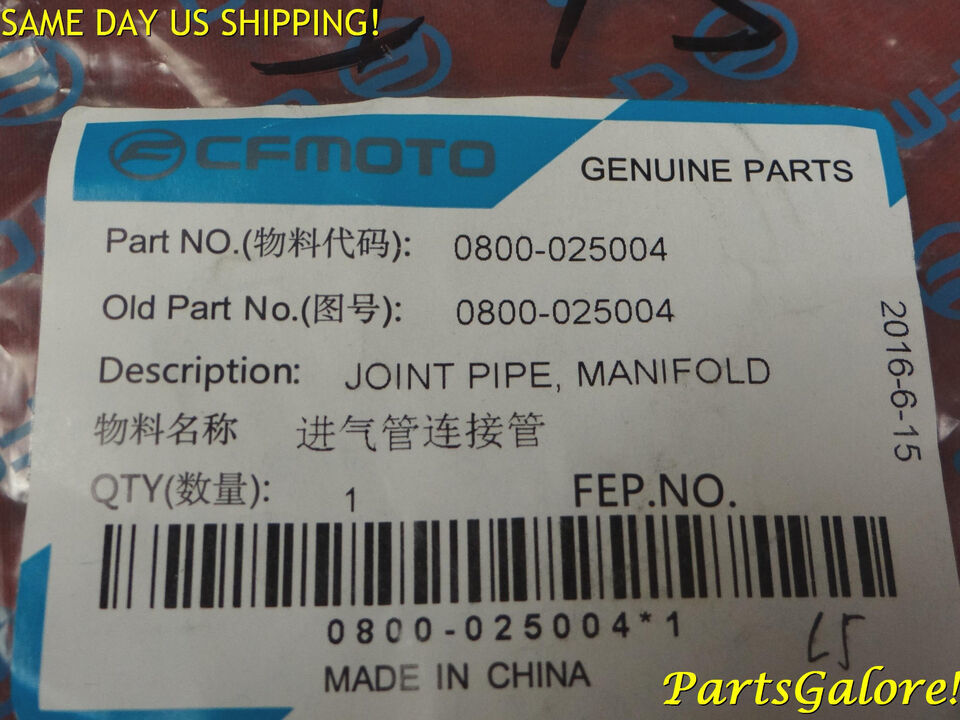 SAME DAY US SHIPPING!
CFMOTO
GENUINE PARTS
Part NO.(物料代码): 0800-025004
Old Part No.(图号): 0800-025004
Description: JOINT PIPE, MANIFOLD
物料名称 进气管连接管
QTY(数量): 1 FEP.NO.
2016-6-15
0800-025004*1
L5
MADE IN CHINA
PartsGalore!